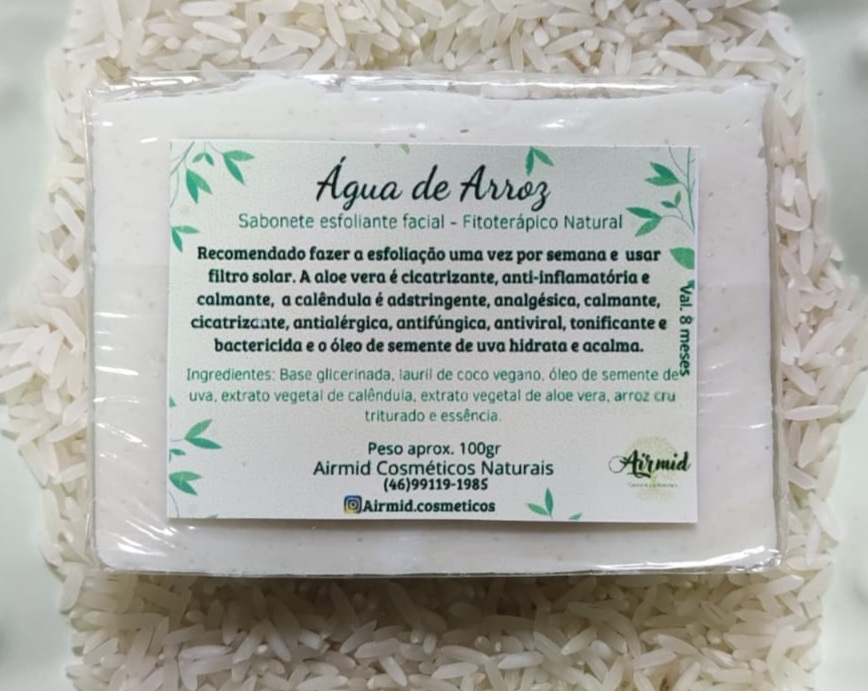 Água de Arroz
Sabonete esfoliante facial - Fitoterápico Natural
Recomendado fazer a esfoliação uma vez por semana e usar
filtro solar. A aloe vera é cicatrizante, anti-inflamatória e
calmante, a calêndula é adstringente, analgésica, calmante,
cicatrizante, antialérgica, antifúngica, antiviral, tonificante e
bactericida e o óleo de semente de uva hidrata e acalma.
Val. 8 meses
Ingredientes: Base glicerinada, lauril de coco vegano, óleo de semente de
uva, extrato vegetal de calêndula, extrato vegetal de aloe vera, arroz cru
triturado e essência.
Peso aprox. 100gr
Airmid Cosméticos Naturais
(46)99119-1985
Airmid.cosmeticos
Airmid